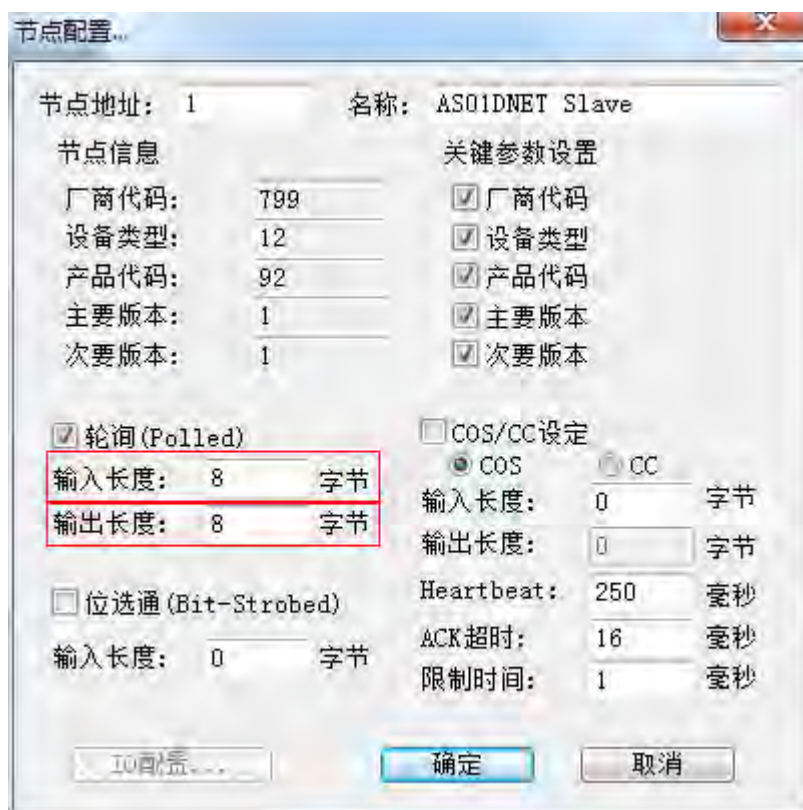 节点配置...
节点地址: 1 名称: AS01DNET Slave
节点信息 关键参数设置
厂商代码: 799 厂商代码
设备类型: 12 设备类型
产品代码: 92 产品代码
主要版本: 1 主要版本
次要版本: 1 次要版本
轮询(Polled) COS/CC设定
COS CC
输入长度: 8 字节 输入长度: 0 字节
输出长度: 8 字节 输出长度: 0 字节
位选通(Bit-Strobed) Heartbeat: 250 毫秒
输入长度: 0 字节 ACK超时: 16 毫秒
限制时间: 1 毫秒
IO配置... 确定 取消